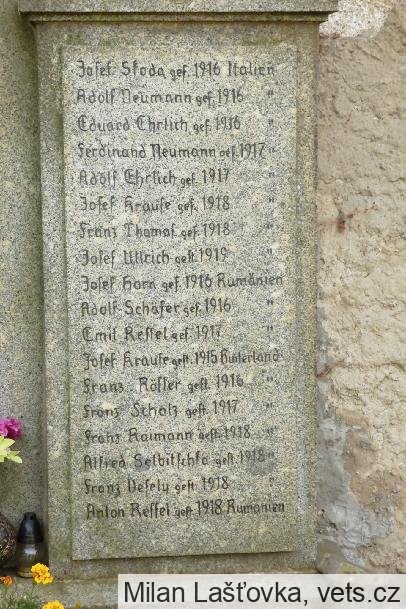 Josef Skoda gef. 1916 Italien
Adolf Neumann gef. 1916 "
Eduard Ehrlich gef. 1916 "
Ferdinand Neumann gef. 1917 "
Adolf Ehrlich gef. 1917 "
Josef Krause gef. 1918 "
Franz Thomas gef. 1918 "
Josef Ullrich gest. 1919 "
Josef Horn gef. 1916 Rumänien
Adolf Schäfer gef. 1916 "
Emil Ressel gef. 1917 "
Josef Krause gest. 1915 Hinterland
Franz Rösler gest. 1916 "
Franz Scholz gest. 1917 "
Franz Raimann gest. 1918 "
Alfred Selbitschka gest. 1918 "
Franz Vesely gest. 1918 "
Anton Ressel gest. 1918 Rumänien
Milan Lašťovka, vets.cz